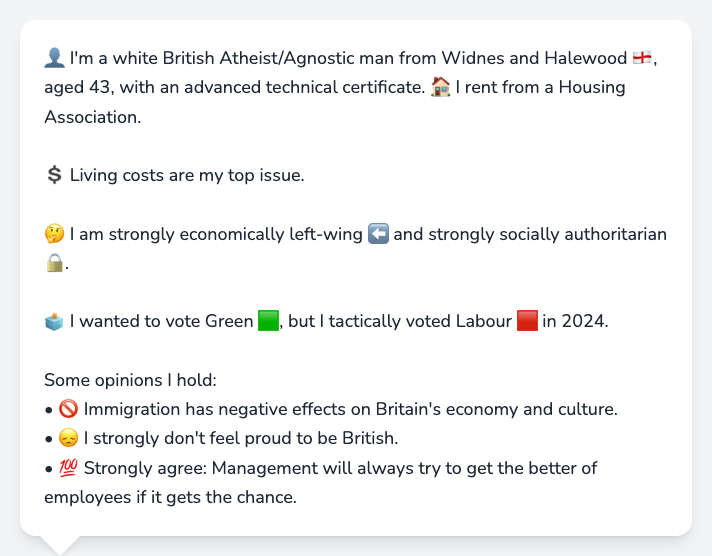 👤 I'm a white British Atheist/Agnostic man from Widnes and Halewood 🏴󠁧󠁢󠁥󠁮󠁧󠁿,
aged 43, with an advanced technical certificate. 🏠 I rent from a Housing
Association.
💲 Living costs are my top issue.
🤔 I am strongly economically left-wing ⬅️ and strongly socially authoritarian
🔒.
🗳️ I wanted to vote Green 🟩, but I tactically voted Labour 🟥 in 2024.
Some opinions I hold:
• 🚫 Immigration has negative effects on Britain's economy and culture.
• 😞 I strongly don't feel proud to be British.
• 💯 Strongly agree: Management will always try to get the better of
employees if it gets the chance.